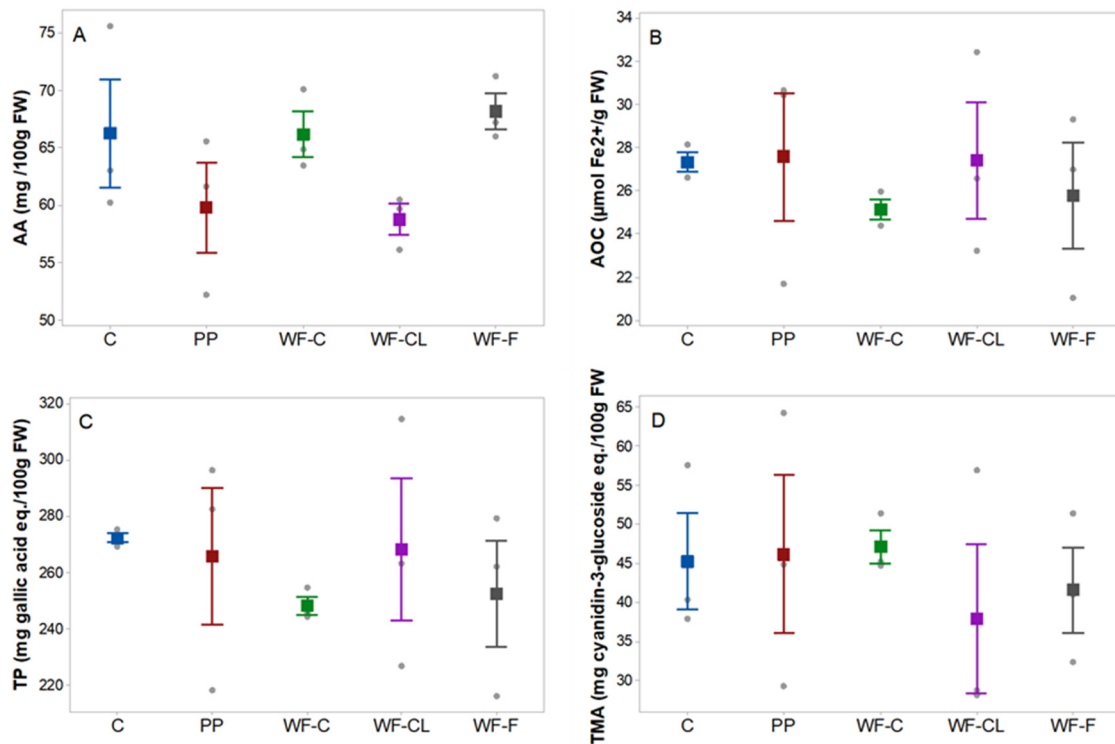 A
AA (mg /100g FW)
75
70
65
60
55
50
C PP WF-C WF-CL WF-F
B
AOC (µmol Fe2+/g FW)
34
32
30
28
26
24
22
20
C PP WF-C WF-CL WF-F
C
TP (mg gallic acid eq./100g FW)
320
300
280
260
240
220
C PP WF-C WF-CL WF-F
D
TMA (mg cyanidin-3-glucoside eq./100g FW
65
60
55
50
45
40
35
30
C PP WF-C WF-CL WF-F